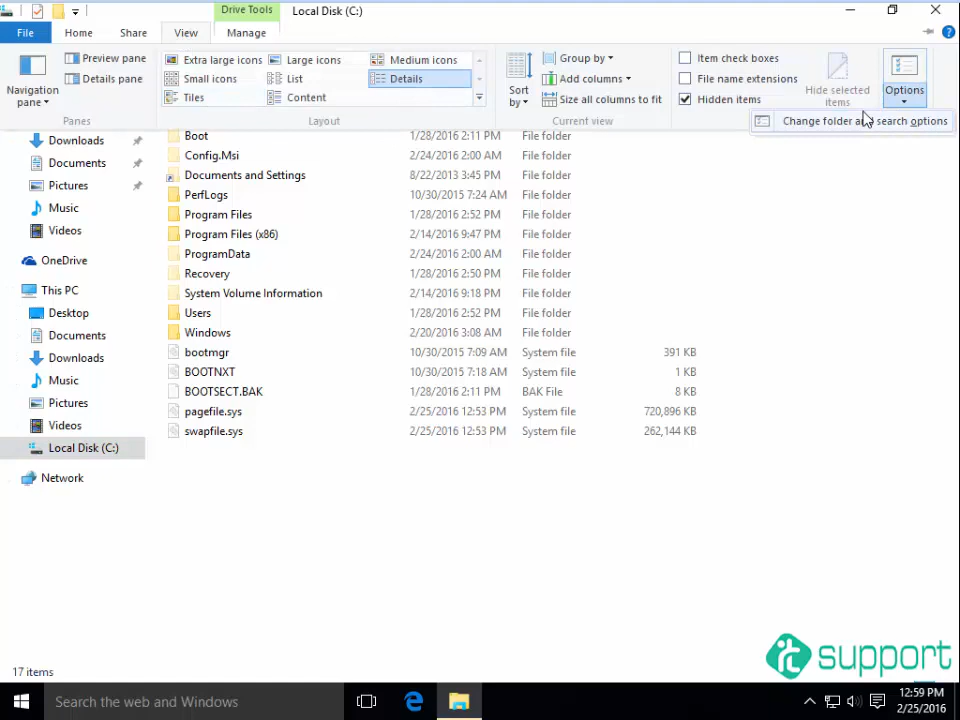 Drive Tools Local Disk (C:)
File Home Share View Manage
Navigation pane
Preview pane
Details pane
Panes
Extra large icons Large icons Medium icons
Small icons List Details
Tiles Content
Layout
Sort by
Group by
Add columns
Size all columns to fit
Current view
Item check boxes
File name extensions
Hidden items
Hide selected items
Options
Change folder and search options
Downloads
Documents
Pictures
Music
Videos
OneDrive
This PC
Desktop
Documents
Downloads
Music
Pictures
Videos
Local Disk (C:)
Network
Boot 1/28/2016 2:11 PM File folder
Config.Msi 2/24/2016 2:00 AM File folder
Documents and Settings 8/22/2013 3:45 PM File folder
PerfLogs 10/30/2015 7:24 AM File folder
Program Files 1/28/2016 2:52 PM File folder
Program Files (x86) 2/14/2016 9:47 PM File folder
ProgramData 2/24/2016 2:00 AM File folder
Recovery 1/28/2016 2:50 PM File folder
System Volume Information 2/14/2016 9:18 PM File folder
Users 1/28/2016 2:52 PM File folder
Windows 2/20/2016 3:08 AM File folder
bootmgr 10/30/2015 7:09 AM System file 391 KB
BOOTNXT 10/30/2015 7:18 AM System file 1 KB
BOOTSECT.BAK 1/28/2016 2:11 PM BAK File 8 KB
pagefile.sys 2/25/2016 12:53 PM System file 720,896 KB
swapfile.sys 2/25/2016 12:53 PM System file 262,144 KB
it support
17 items
Search the web and Windows
12:59 PM
2/25/2016